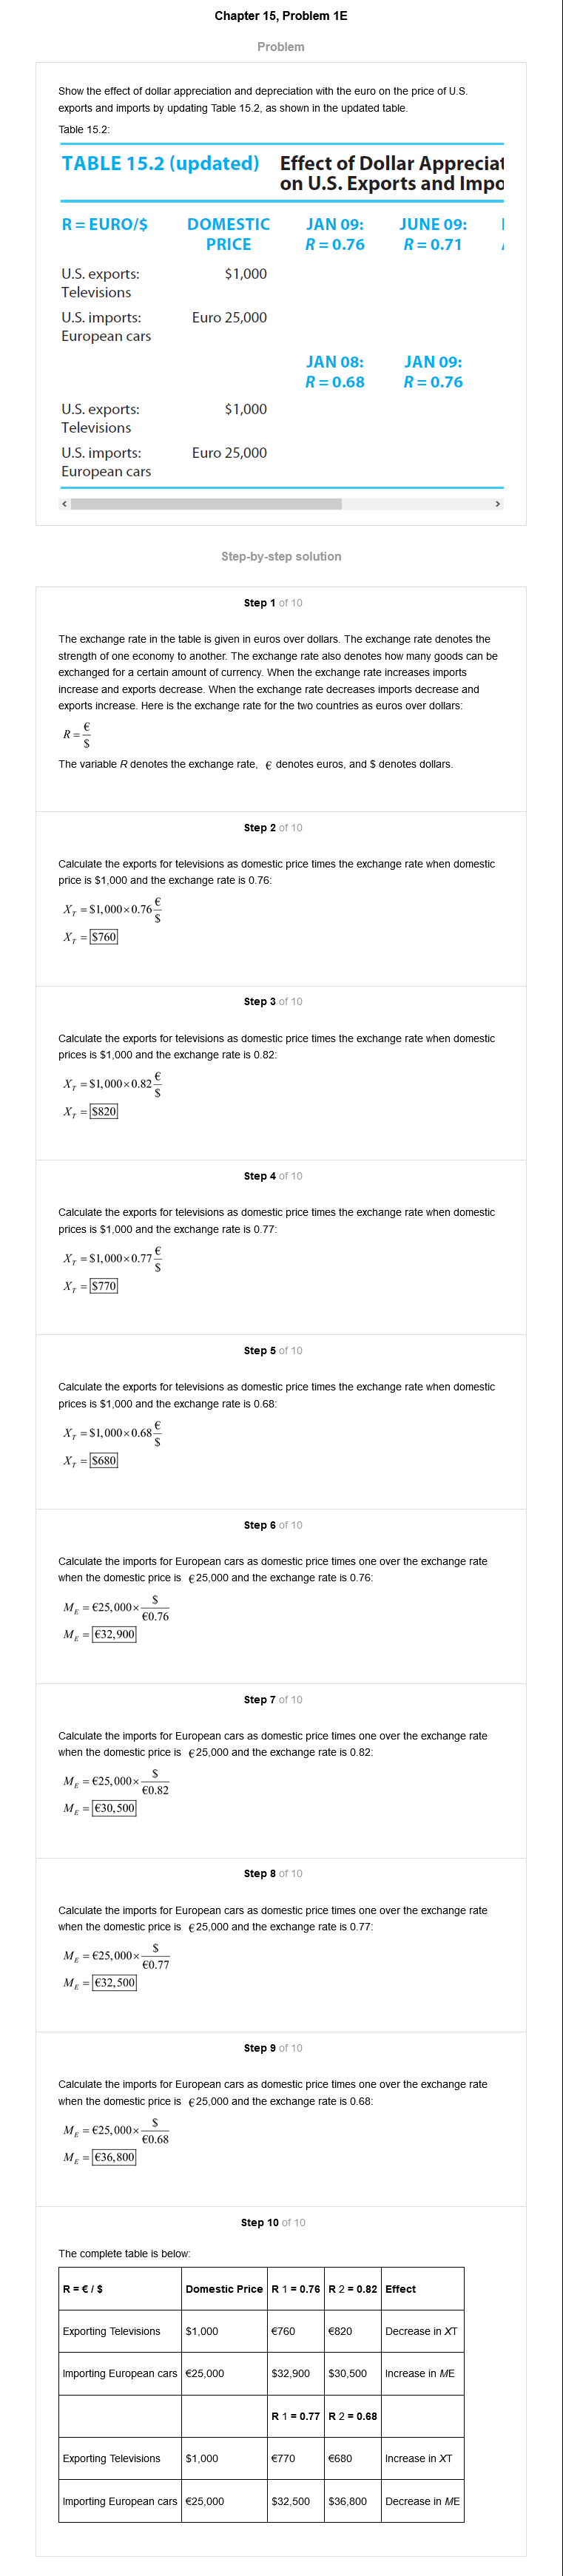 Chapter 15, Problem 1E
Problem
Show the effect of dollar appreciation and depreciation with the euro on the price of U.S.
exports and imports by updating Table 15.2, as shown in the updated table.
Table 15.2:
TABLE 15.2 (updated) Effect of Dollar Appreciat
on U.S. Exports and Impo
R = EURO/$ DOMESTIC JAN 09: JUNE 09:
PRICE R = 0.76 R = 0.71
U.S. exports: $1,000
Televisions
U.S. imports: Euro 25,000
European cars
JAN 08: JAN 09:
R = 0.68 R = 0.76
U.S. exports: $1,000
Televisions
U.S. imports: Euro 25,000
European cars
Step-by-step solution
Step 1 of 10
The exchange rate in the table is given in euros over dollars. The exchange rate denotes the
strength of one economy to another. The exchange rate also denotes how many goods can be
exchanged for a certain amount of currency. When the exchange rate increases imports
increase and exports decrease. When the exchange rate decreases imports decrease and
exports increase. Here is the exchange rate for the two countries as euros over dollars:
R = €/$
The variable R denotes the exchange rate, € denotes euros, and $ denotes dollars.
Step 2 of 10
Calculate the exports for televisions as domestic price times the exchange rate when domestic
price is $1,000 and the exchange rate is 0.76:
X_T = $1,000×0.76 €/$
X_T = $760
Step 3 of 10
Calculate the exports for televisions as domestic price times the exchange rate when domestic
prices is $1,000 and the exchange rate is 0.82:
X_T = $1,000×0.82 €/$
X_T = $820
Step 4 of 10
Calculate the exports for televisions as domestic price times the exchange rate when domestic
prices is $1,000 and the exchange rate is 0.77:
X_T = $1,000×0.77 €/$
X_T = $770
Step 5 of 10
Calculate the exports for televisions as domestic price times the exchange rate when domestic
prices is $1,000 and the exchange rate is 0.68:
X_T = $1,000×0.68 €/$
X_T = $680
Step 6 of 10
Calculate the imports for European cars as domestic price times one over the exchange rate
when the domestic price is €25,000 and the exchange rate is 0.76:
M_E = €25,000× $/€0.76
M_E = €32,900
Step 7 of 10
Calculate the imports for European cars as domestic price times one over the exchange rate
when the domestic price is €25,000 and the exchange rate is 0.82:
M_E = €25,000× $/€0.82
M_E = €30,500
Step 8 of 10
Calculate the imports for European cars as domestic price times one over the exchange rate
when the domestic price is €25,000 and the exchange rate is 0.77:
M_E = €25,000× $/€0.77
M_E = €32,500
Step 9 of 10
Calculate the imports for European cars as domestic price times one over the exchange rate
when the domestic price is €25,000 and the exchange rate is 0.68:
M_E = €25,000× $/€0.68
M_E = €36,800
Step 10 of 10
The complete table is below:
R = € / $ Domestic Price R 1 = 0.76 R 2 = 0.82 Effect
Exporting Televisions $1,000 €760 €820 Decrease in XT
Importing European cars €25,000 $32,900 $30,500 Increase in ME
R 1 = 0.77 R 2 = 0.68
Exporting Televisions $1,000 €770 €680 Increase in XT
Importing European cars €25,000 $32,500 $36,800 Decrease in ME